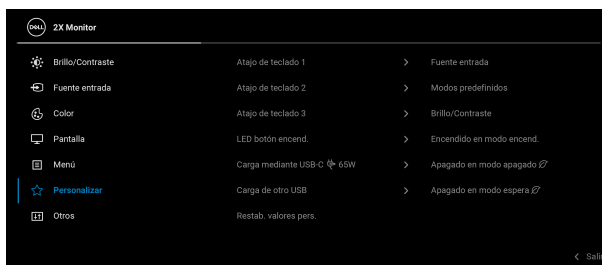 DELL 2X Monitor
Brillo/Contraste Atajo de teclado 1 > Fuente entrada
Fuente entrada Atajo de teclado 2 > Modos predefinidos
Color Atajo de teclado 3 > Brillo/Contraste
Pantalla LED botón encend. > Encendido en modo encend.
Menú Carga mediante USB-C 65W > Apagado en modo apagado
Personalizar Carga de otro USB > Apagado en modo espera
Otros Restab. valores pers.
< Salir